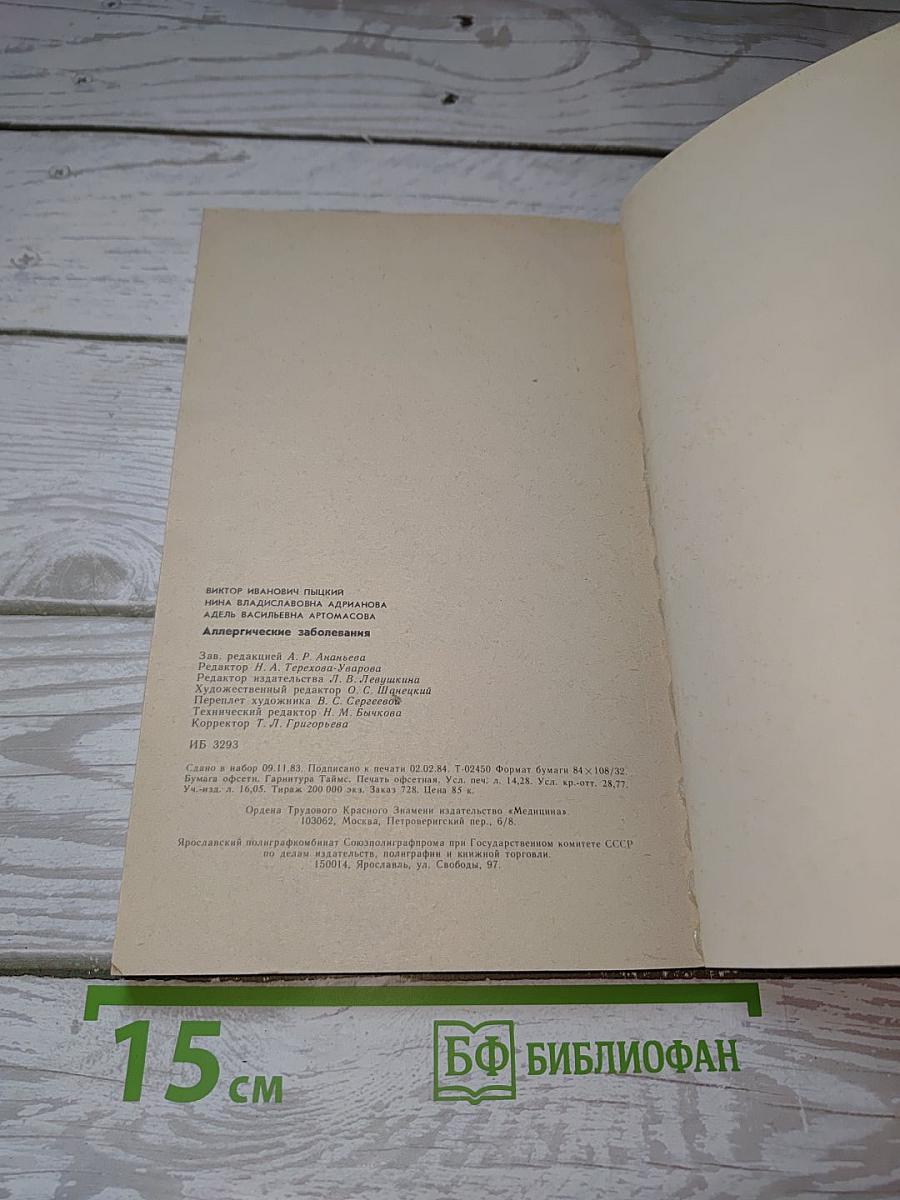 ВИКТОР ИВАНОВИЧ ПЫЦКИЙ
НИНА ВЛАДИСЛАВОВНА АДРИАНОВА
АДЕЛЬ ВАСИЛЬЕВНА АРТОМАСОВА
Аллергические заболевания
Зав. редакцией А. Р. Ананьева
Редактор Н. А. Терехова-Уварова
Редактор издательства Л. В. Левушкина
Художественный редактор О. С. Шанецкий
Переплет художника В. С. Сергеевой
Технический редактор Н. М. Бычкова
Корректор Т. Л. Григорьева
ИБ 3293
Сдано в набор 09.11.83. Подписано к печати 02.02.84. Т-02450 Формат бумаги 84×108/32.
Бумага офсетн. Гарнитура Таймс. Печать офсетная. Усл. печ. л. 14,28. Усл. кр.-отт. 28,77.
Уч.-изд. л. 16,05. Тираж 200 000 экз. Заказ 728. Цена 85 к.
Ордена Трудового Красного Знамени издательство «Медицина».
103062, Москва, Петроверигский пер., 6/8.
Ярославский полиграфкомбинат Союзполиграфпрома при Государственном комитете СССР
по делам издательств, полиграфии и книжной торговли.
150014, Ярославль, ул. Свободы, 97.
15 см
БФ БИБЛИОФАН